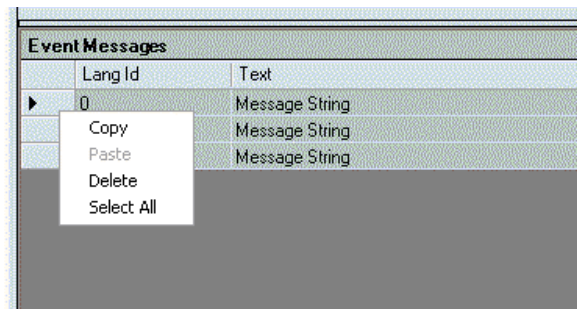 Event Messages
Lang Id Text
0 Message String
Copy Message String
Paste Message String
Delete
Select All